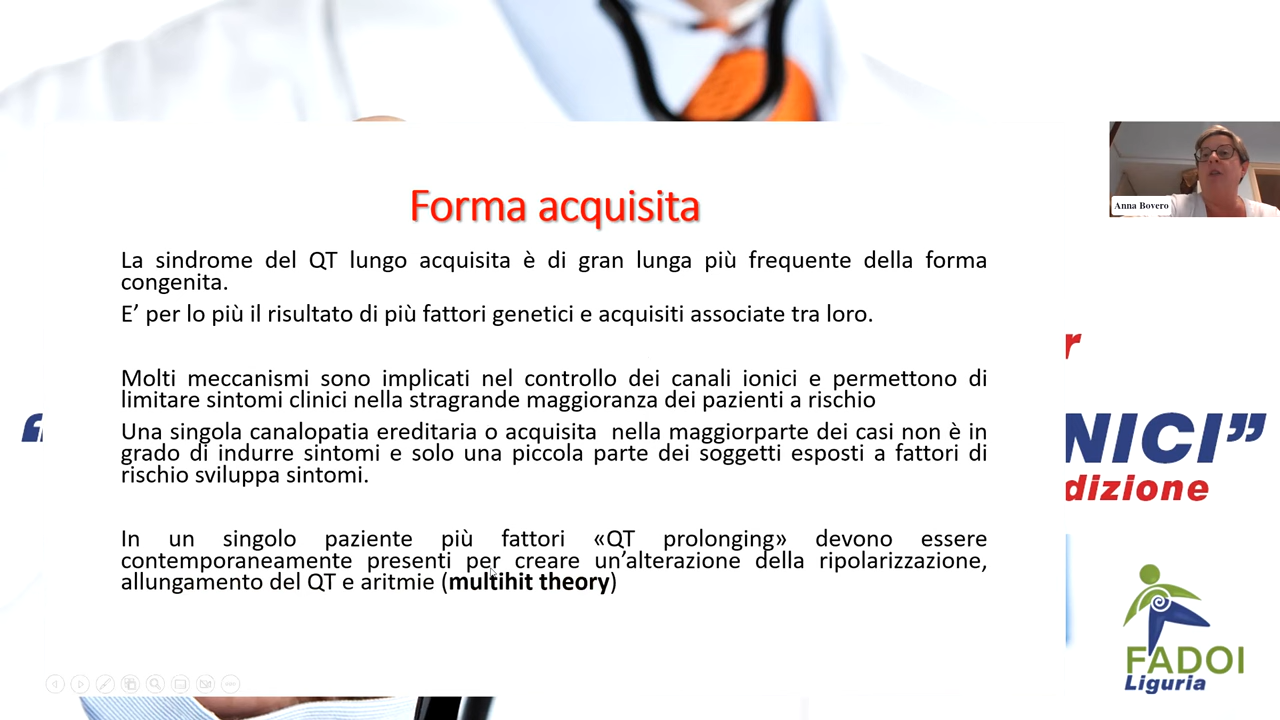 Forma acquisita
La sindrome del QT lungo acquisita è di gran lunga più frequente della forma
congenita.
E’ per lo più il risultato di più fattori genetici e acquisiti associate tra loro.
Molti meccanismi sono implicati nel controllo dei canali ionici e permettono di
limitare sintomi clinici nella stragrande maggioranza dei pazienti a rischio
Una singola canalopatia ereditaria o acquisita nella maggiorparte dei casi non è in
grado di indurre sintomi e solo una piccola parte dei soggetti esposti a fattori di
rischio sviluppa sintomi.
In un singolo paziente più fattori «QT prolonging» devono essere
contemporaneamente presenti per creare un’alterazione della ripolarizzazione,
allungamento del QT e aritmie (multihit theory)
Anna Bovero
r
“
NICI”
dizione
FADOI
Liguria